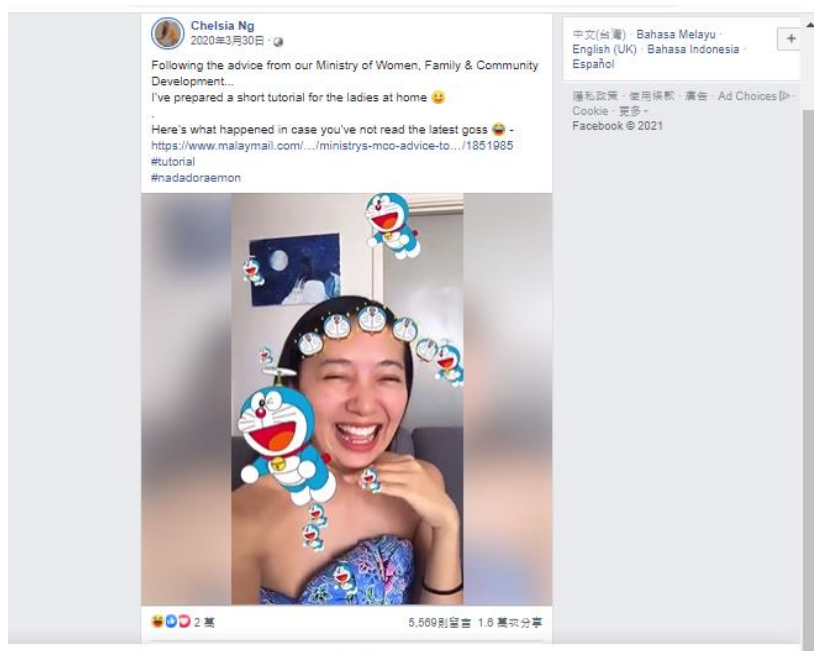 Chelsia Ng
2020年3月30日 ·
Following the advice from our Ministry of Women, Family & Community
Development...
I've prepared a short tutorial for the ladies at home 😀
.
Here's what happened in case you've not read the latest goss 😆 -
https://www.malaymail.com/…/ministrys-mco-advice-to…/1851985
#tutorial
#nadadoraemon
2 萬
5,569則留言 1.6 萬次分享
中文(台灣) · Bahasa Melayu ·
English (UK) · Bahasa Indonesia ·
Español
+
隱私政策 · 使用條款 · 廣告 · Ad Choices ·
Cookie · 更多
Facebook © 2021